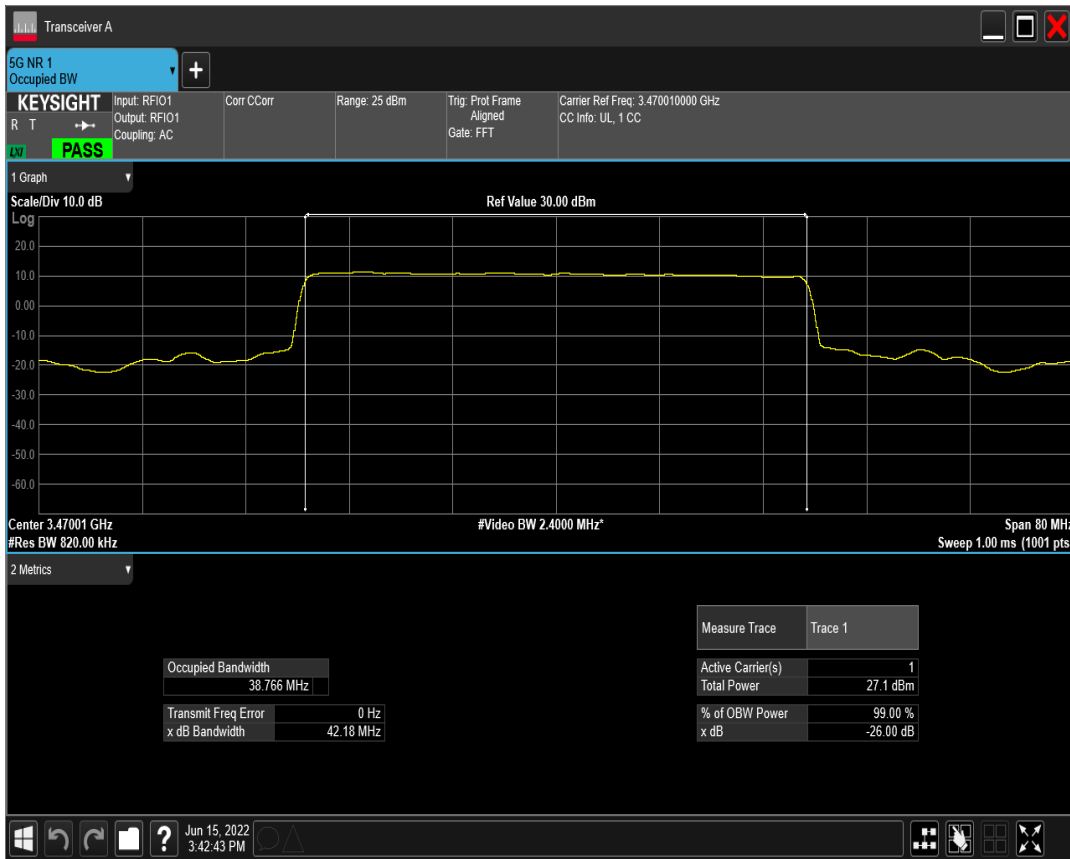 Transceiver A
5G NR 1
Occupied BW
+
KEYSIGHT
R T
LXI
PASS
Input: RFIO1
Output: RFIO1
Coupling: AC
Corr CCorr
Range: 25 dBm
Trig: Prot Frame
Aligned
Gate: FFT
Carrier Ref Freq: 3.470010000 GHz
CC Info: UL, 1 CC
1 Graph
Scale/Div 10.0 dB
Ref Value 30.00 dBm
Log
20.0
10.0
0.00
-10.0
-20.0
-30.0
-40.0
-50.0
-60.0
Center 3.47001 GHz
#Video BW 2.4000 MHz*
Span 80 MHz
#Res BW 820.00 kHz
Sweep 1.00 ms (1001 pts
2 Metrics
Measure Trace Trace 1
Occupied Bandwidth
38.766 MHz
Active Carrier(s) 1
Total Power 27.1 dBm
Transmit Freq Error 0 Hz
x dB Bandwidth 42.18 MHz
% of OBW Power 99.00 %
x dB -26.00 dB
?
Jun 15, 2022
3:42:43 PM